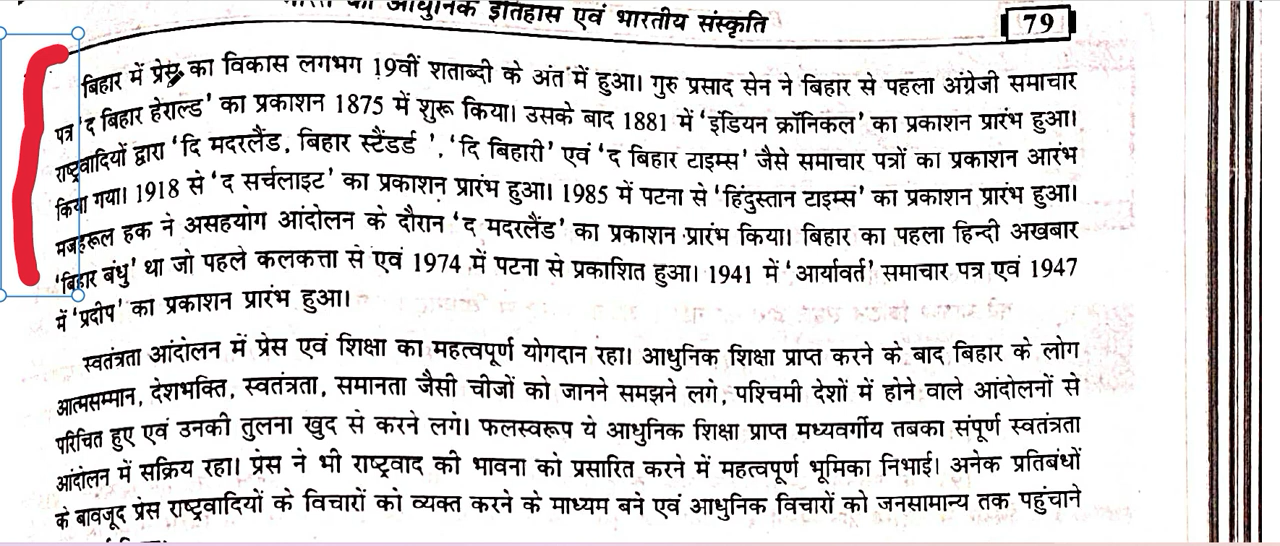 आधुनिक इतिहास एवं भारतीय संस्कृति
79
बिहार में प्रेस का विकास लगभग 19वीं शताब्दी के अंत में हुआ। गुरु प्रसाद सेन ने बिहार से पहला अंग्रेजी समाचार
पत्र 'द बिहार हेराल्ड' का प्रकाशन 1875 में शुरू किया। उसके बाद 1881 में 'इंडियन क्रॉनिकल' का प्रकाशन प्रारंभ हुआ।
राष्ट्रवादियों द्वारा 'दि मदरलैंड, बिहार स्टैंडर्ड ', 'दि बिहारी' एवं 'द बिहार टाइम्स' जैसे समाचार पत्रों का प्रकाशन आरंभ
किया गया। 1918 से 'द सर्चलाइट' का प्रकाशन प्रारंभ हुआ। 1985 में पटना से 'हिंदुस्तान टाइम्स' का प्रकाशन प्रारंभ हुआ।
मजहरूल हक ने असहयोग आंदोलन के दौरान 'द मदरलैंड' का प्रकाशन प्रारंभ किया। बिहार का पहला हिन्दी अखबार
'बिहार बंधु' था जो पहले कलकत्ता से एवं 1974 में पटना से प्रकाशित हुआ। 1941 में 'आर्यावर्त' समाचार पत्र एवं 1947
में 'प्रदीप' का प्रकाशन प्रारंभ हुआ।
स्वतंत्रता आंदोलन में प्रेस एवं शिक्षा का महत्वपूर्ण योगदान रहा। आधुनिक शिक्षा प्राप्त करने के बाद बिहार के लोग
आत्मसम्मान, देशभक्ति, स्वतंत्रता, समानता जैसी चीजों को जानने समझने लगे, पश्चिमी देशों में होने वाले आंदोलनों से
परिचित हुए एवं उनकी तुलना खुद से करने लगे। फलस्वरूप ये आधुनिक शिक्षा प्राप्त मध्यवर्गीय तबका संपूर्ण स्वतंत्रता
आंदोलन में सक्रिय रहा। प्रेस ने भी राष्ट्रवाद की भावना को प्रसारित करने में महत्वपूर्ण भूमिका निभाई। अनेक प्रतिबंधों
के बावजूद प्रेस राष्ट्रवादियों के विचारों को व्यक्त करने के माध्यम बने एवं आधुनिक विचारों को जनसामान्य तक पहुंचाने